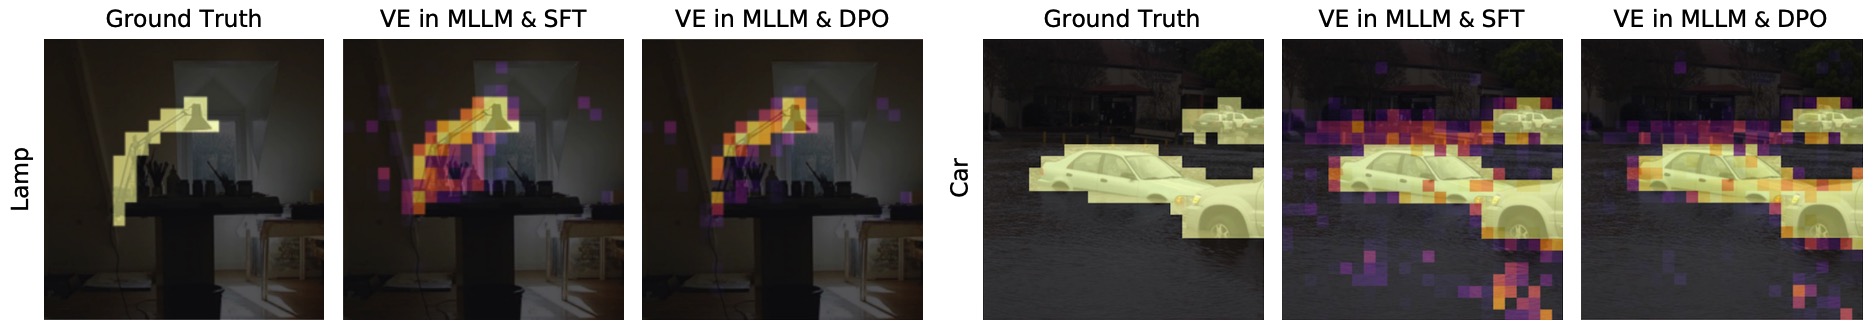 Ground Truth
VE in MLLM & SFT
VE in MLLM & DPO
Ground Truth
VE in MLLM & SFT
VE in MLLM & DPO
Lamp
Car